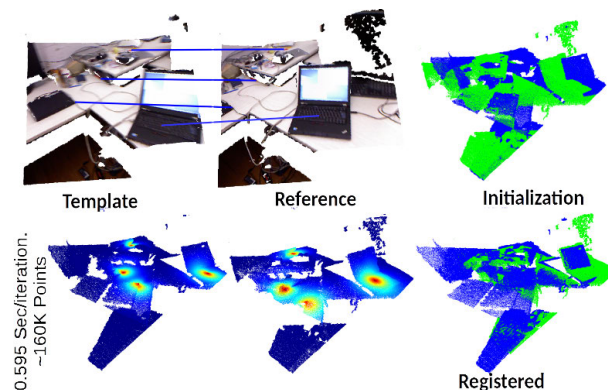 Template
Reference
Initialization
0.595 Sec/iteration.
~160K Points
Registered